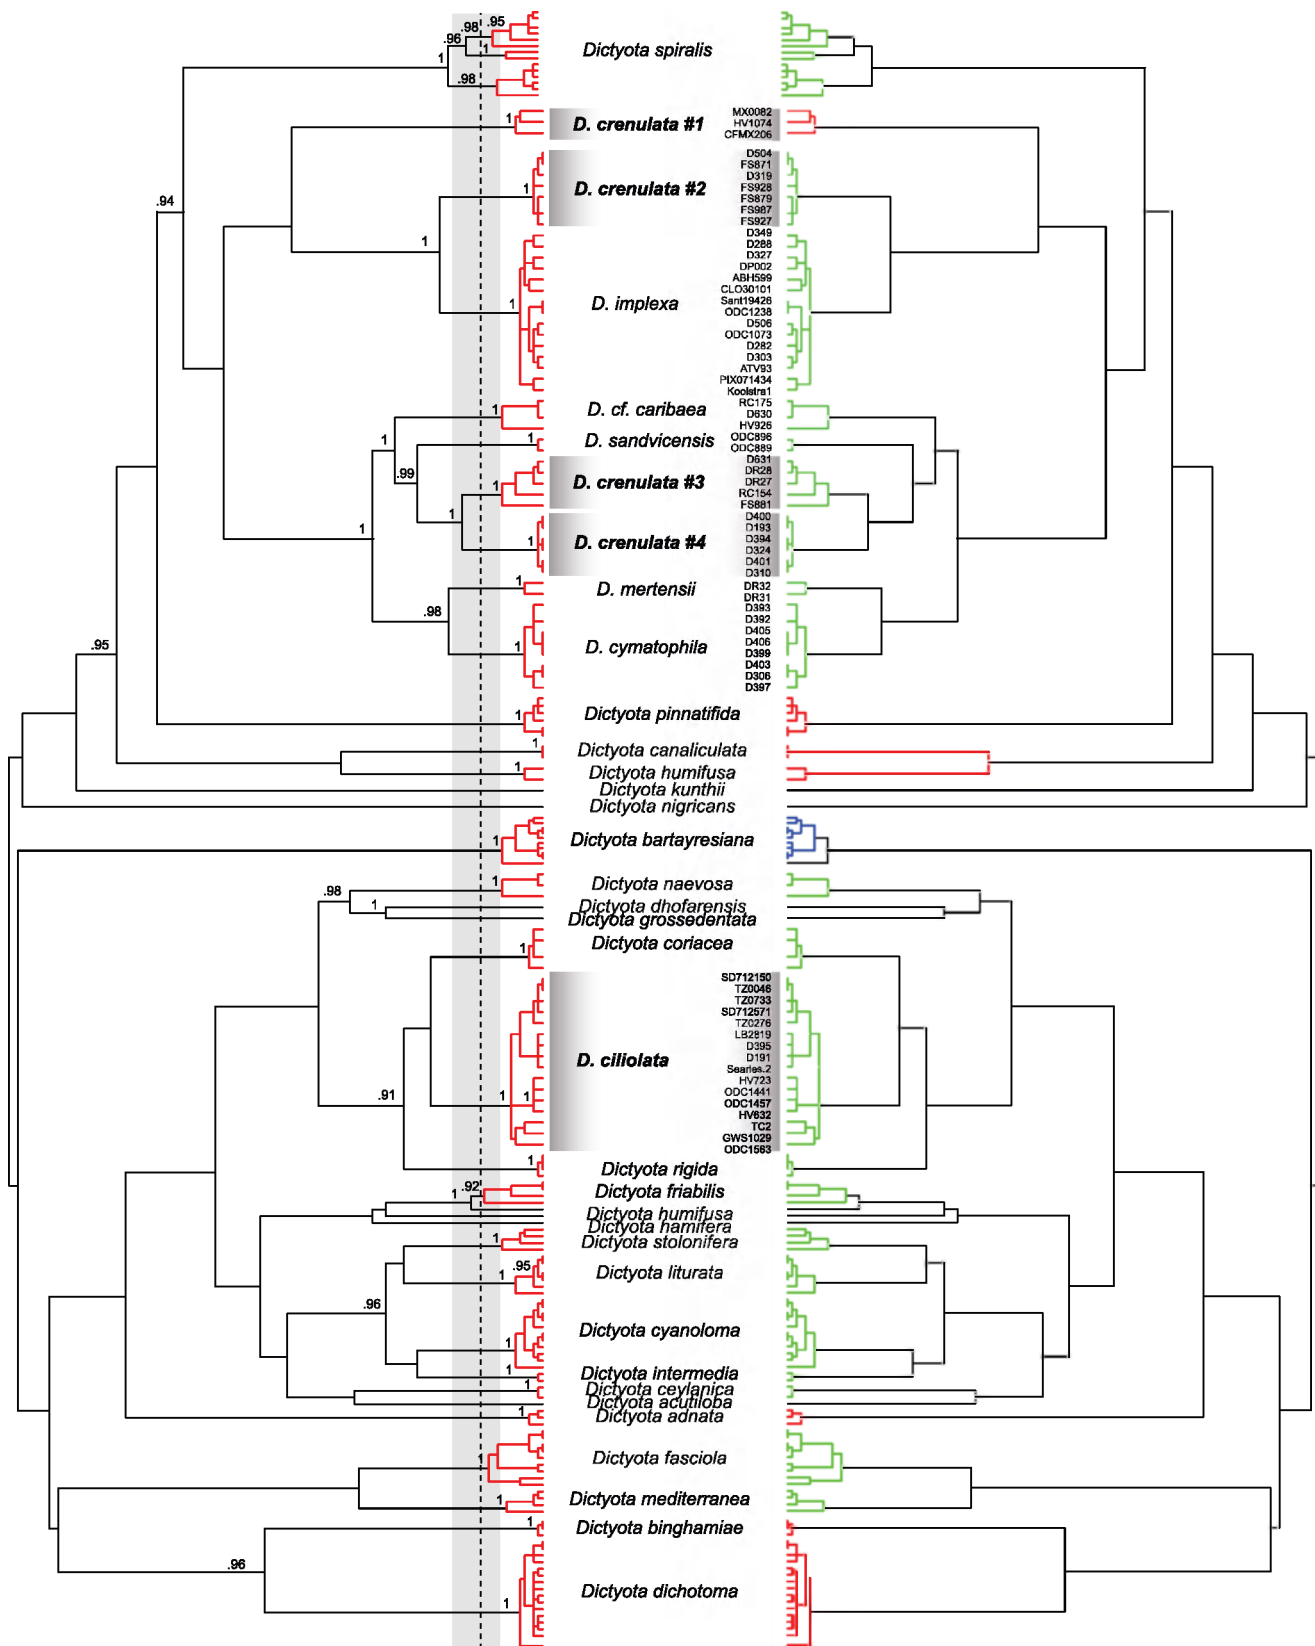 .95
.98
.96
1
1
.98
Dictyota spiralis
MX0082
HV1074
CFMX206
1
D. crenulata #1
D504
FS871
D319
FS928
FS879
FS987
FS927
1
D. crenulata #2
.94
1
D349
D288
D327
DP002
ABH599
CLO30101
Sant19426
ODC1238
D506
ODC1073
D282
D303
ATV93
PIX071434
Koolstra1
1
D. implexa
RC175
D630
HV926
1
D. cf. caribaea
1
ODC896
ODC889
1
D. sandvicensis
.99
D631
DR28
DR27
RC154
FS881
1
D. crenulata #3
1
1
D400
D193
D394
D324
D401
D310
1
D. crenulata #4
DR32
DR31
1
D. mertensii
.98
D393
D392
D405
D406
D399
D403
D306
D397
1
D. cymatophila
.95
1
Dictyota pinnatifida
1
Dictyota canaliculata
1
Dictyota humifusa
Dictyota kunthii
Dictyota nigricans
1
Dictyota bartayresiana
.98
1
Dictyota naevosa
1
Dictyota dhofarensis
Dictyota grossedentata
1
Dictyota coriacea
SD712150
TZ0046
TZ0733
SD712571
TZ0276
LB2819
D395
D191
Searles.2
HV723
ODC1441
ODC1457
HV632
TC2
GWS1029
ODC1563
D. ciliolata
.91
1
1
1
Dictyota rigida
.92
1
Dictyota friabilis
Dictyota humifusa
Dictyota hamifera
1
Dictyota stolonifera
.95
1
Dictyota liturata
.96
1
Dictyota cyanoloma
1
Dictyota intermedia
1
Dictyota ceylanica
Dictyota acutiloba
1
Dictyota adnata
1
Dictyota fasciola
1
Dictyota mediterranea
1
Dictyota binghamiae
.96
1
Dictyota dichotoma